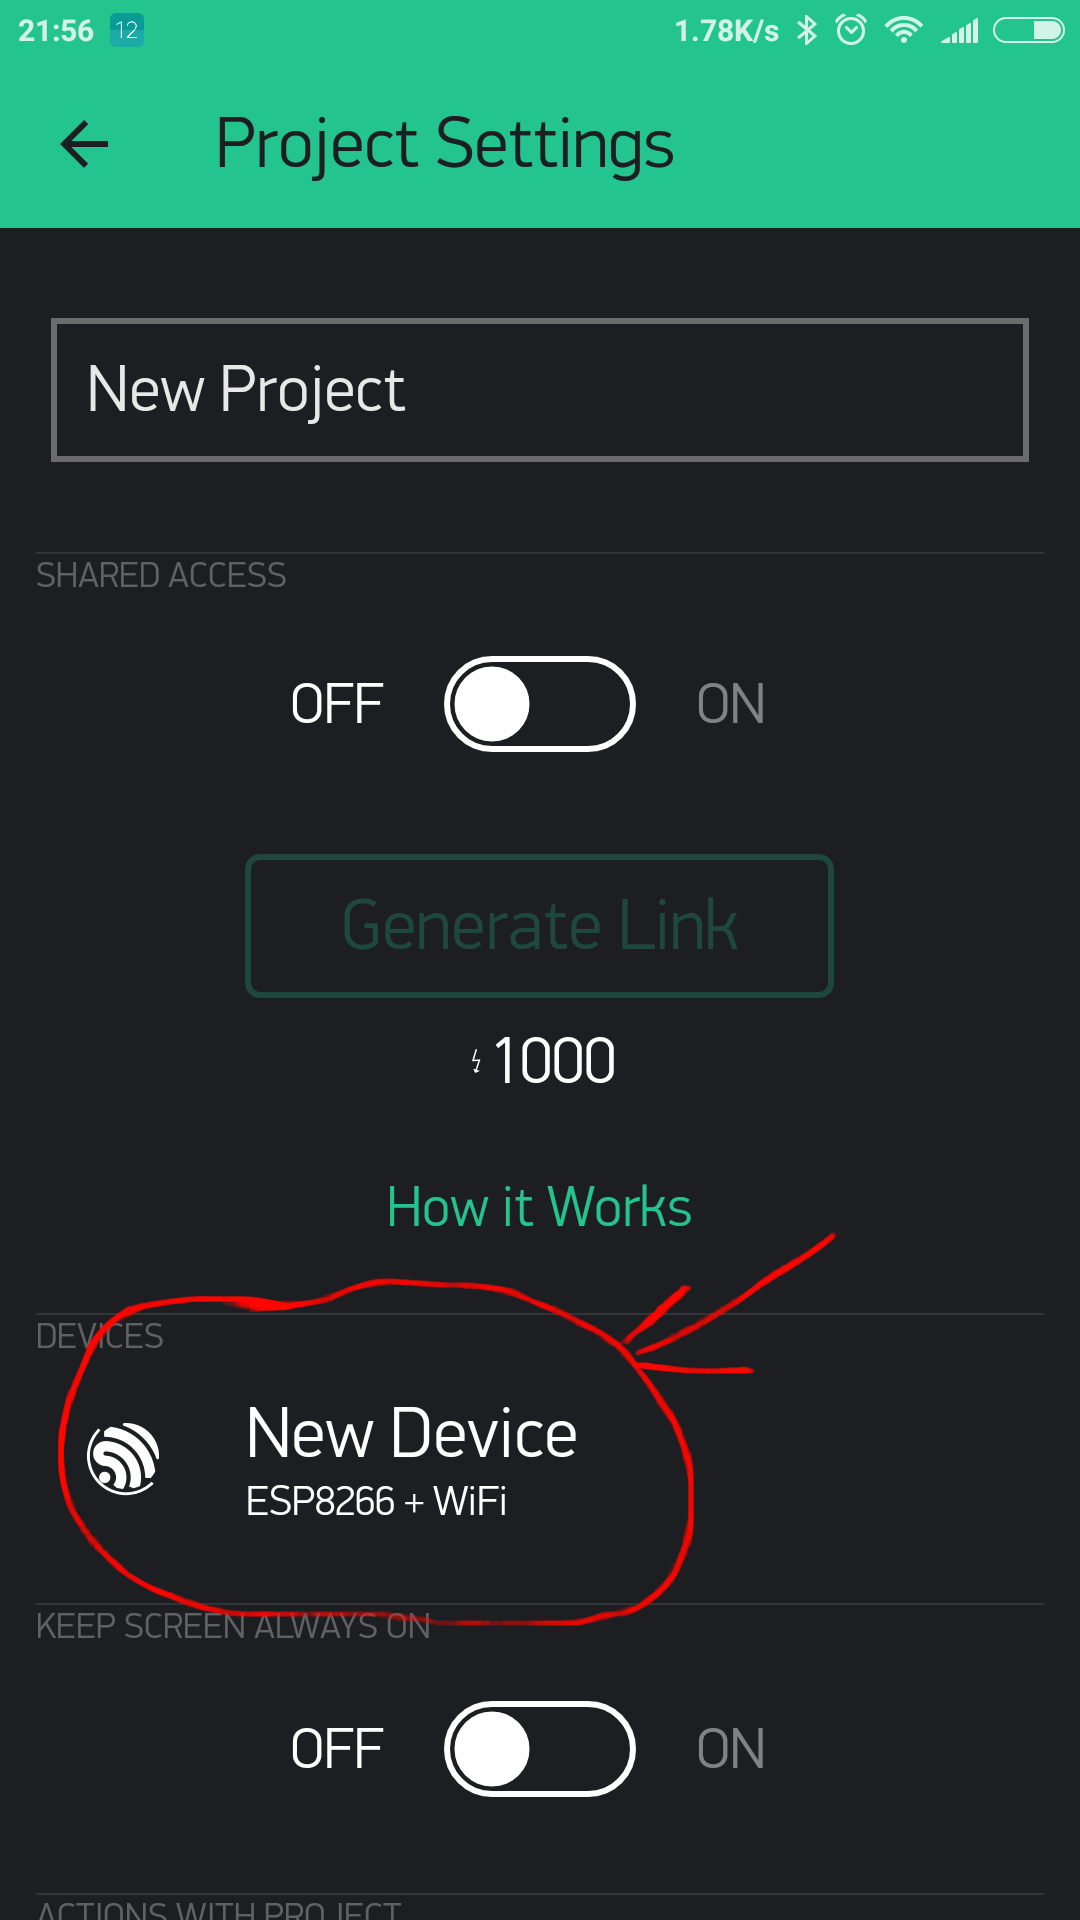 21:56 12 1.78K/s
Project Settings
New Project
SHARED ACCESS
OFF ON
Generate Link
1000
How it Works
DEVICES
New Device
ESP8266 + WiFi
KEEP SCREEN ALWAYS ON
OFF ON
ACTIONS WITH PROJECT